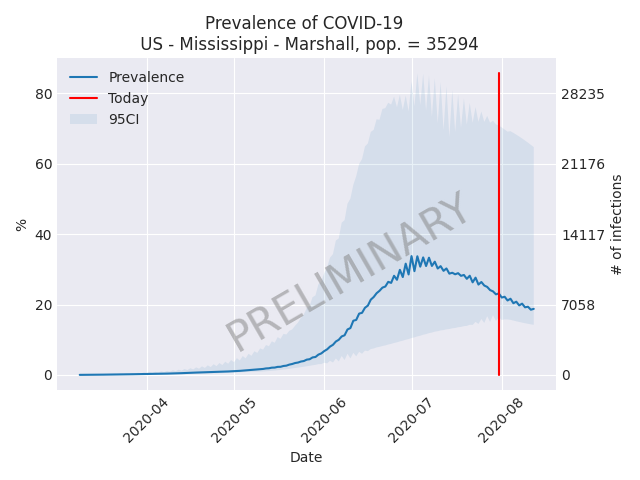 Prevalence of COVID-19
US - Mississippi - Marshall, pop. = 35294
Prevalence
Today
95CI
80
60
40
20
0
%
28235
21176
14117
7058
0
# of infections
PRELIMINARY
2020-04
2020-05
2020-06
2020-07
2020-08
Date